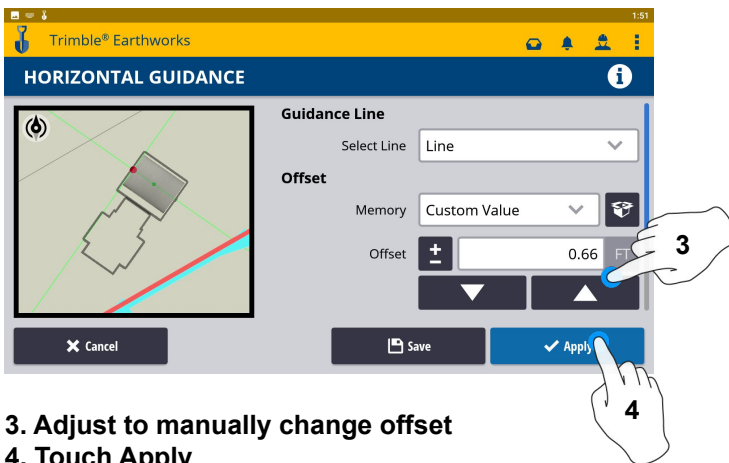 1:51
Trimble® Earthworks
HORIZONTAL GUIDANCE
Guidance Line
Select Line Line
Offset
Memory Custom Value
Offset ± 0.66 FT
3
Cancel Save Apply
4
3. Adjust to manually change offset
4. Touch Apply